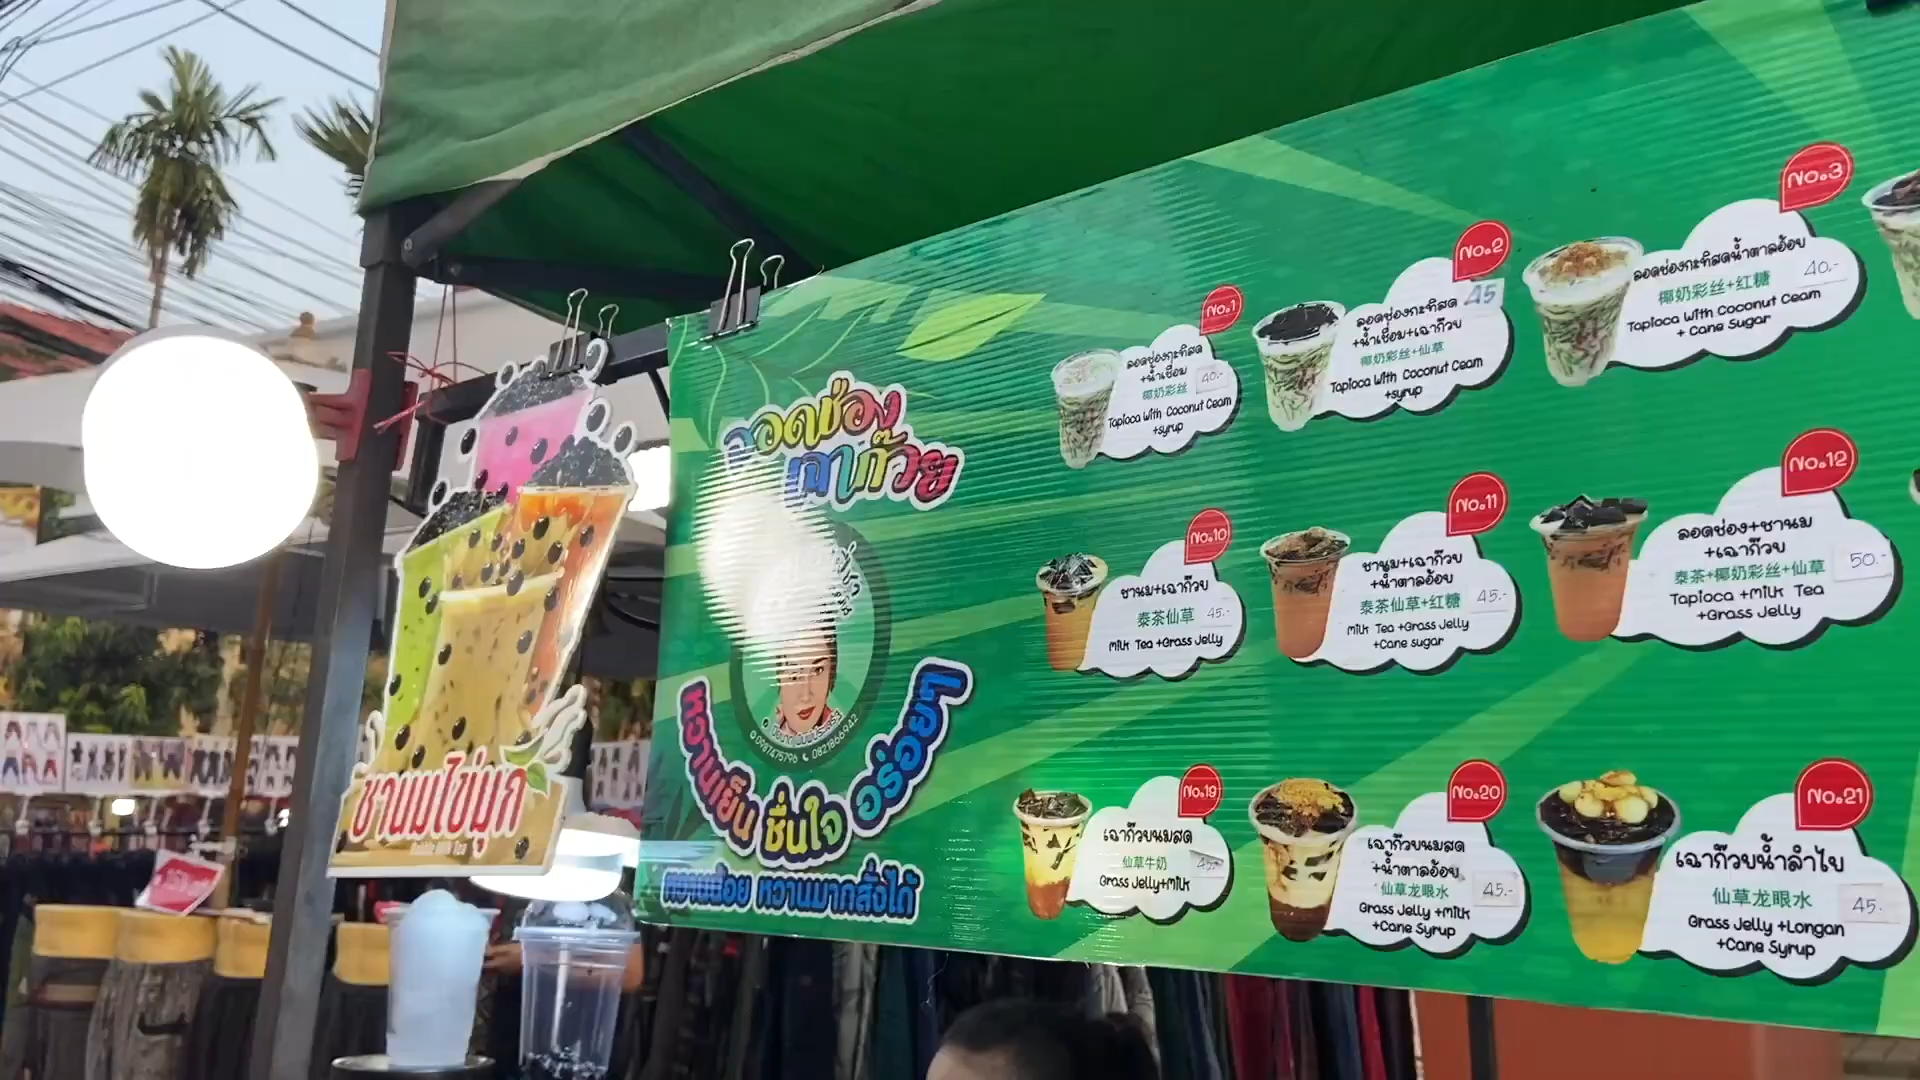 ลอดช่อง
เฉาก๊วย
0987475796 0821866942
หวานเย็น ชื่นใจ อร่อยๆ
หวานน้อย หวานมากสั่งได้
ชานมไข่มุก
Bubble Milk Tea
No.1
ลอดช่องกะทิสด
+น้ำเชื่อม
椰奶彩丝 40.-
Tapioca With Coconut Ceam
+syrup
No.2
ลอดช่องกะทิสด 45
+น้ำเชื่อม+เฉาก๊วย
椰奶彩丝+仙草
Tapioca With Coconut Ceam
+syrup
No.3
ลอดช่องกะทิสดน้ำตาลอ้อย
椰奶彩丝+红糖 40.-
Tapioca With Coconut Ceam
+ Cane Sugar
No.10
ชานม+เฉาก๊วย
泰茶仙草 45.-
Milk Tea +Grass Jelly
No.11
ชานม+เฉาก๊วย
+น้ำตาลอ้อย
泰茶仙草+红糖 45.-
Milk Tea +Grass Jelly
+Cane sugar
No.12
ลอดช่อง+ชานม
+เฉาก๊วย
泰茶+椰奶彩丝+仙草 50.-
Tapioca +Milk Tea
+Grass Jelly
No.19
เฉาก๊วยนมสด
仙草牛奶 45.-
Grass Jelly+Milk
No.20
เฉาก๊วยนมสด
+น้ำตาลอ้อย
仙草龙眼水 45.-
Grass Jelly +Milk
+Cane Syrup
No.21
เฉาก๊วยน้ำลำไย
仙草龙眼水 45.-
Grass Jelly +Longan
+Cane Syrup